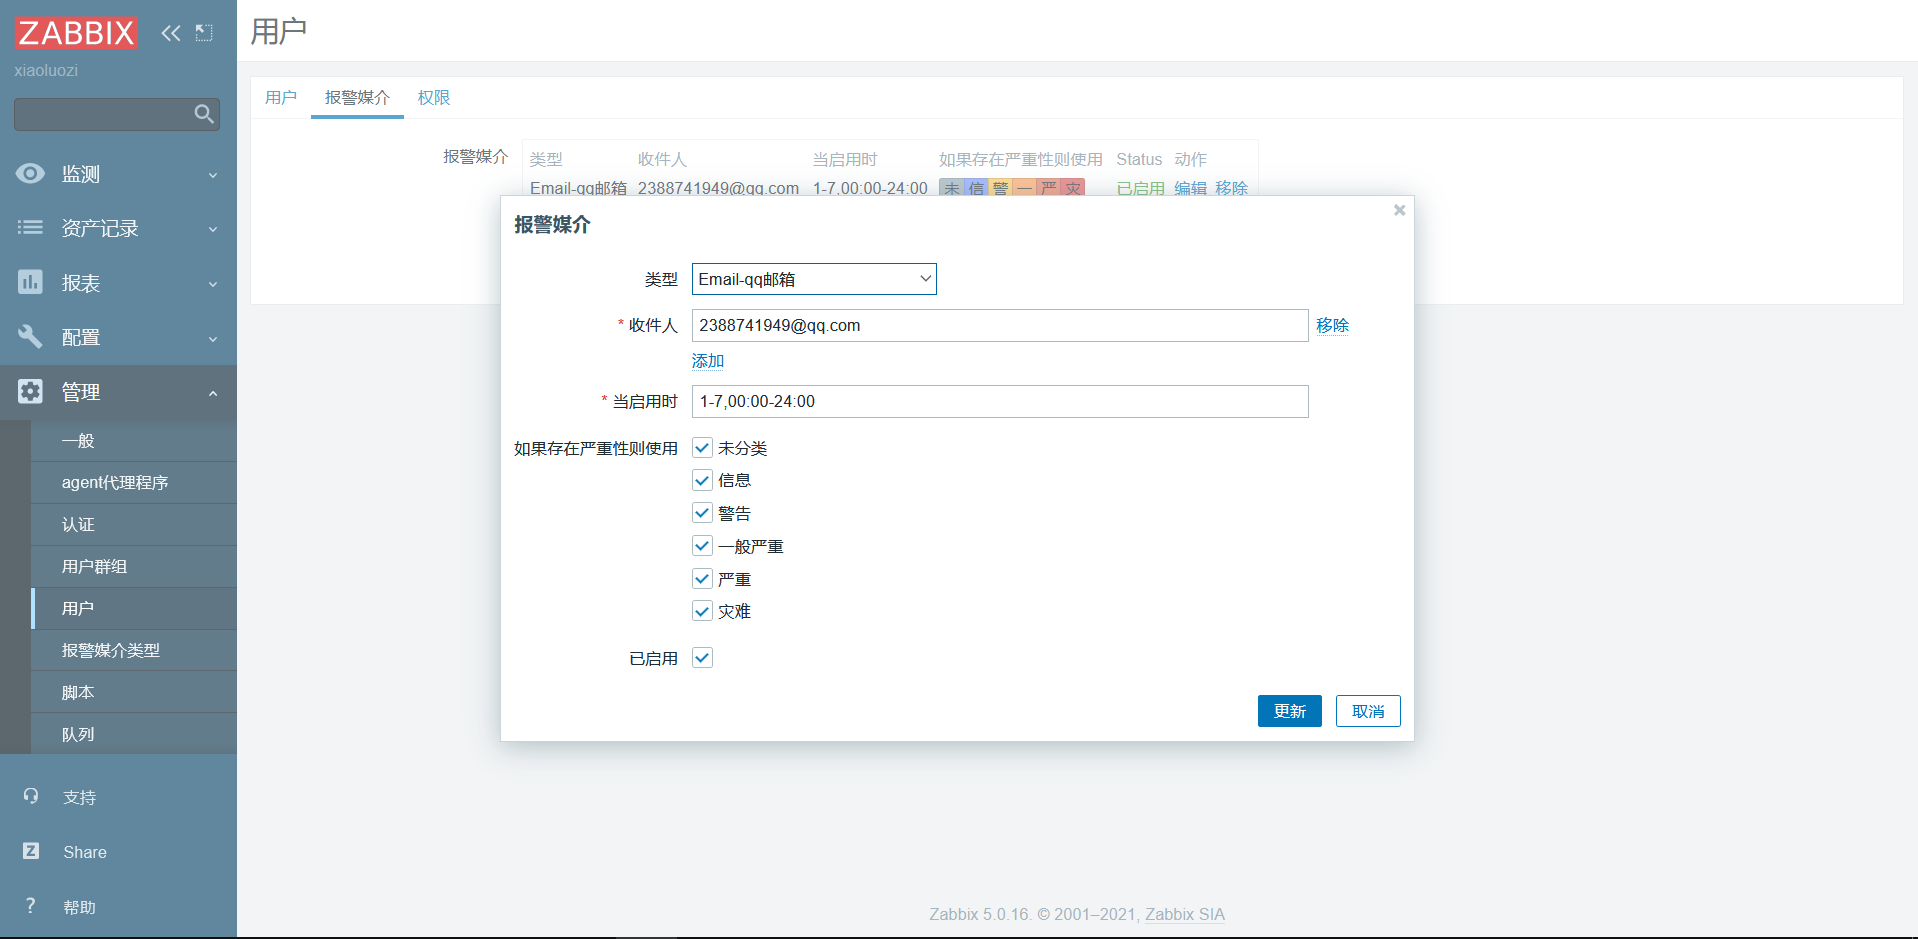 ZABBIX
xiaoluozi
监测
资产记录
报表
配置
管理
一般
agent代理程序
认证
用户群组
用户
报警媒介类型
脚本
队列
支持
Share
帮助
用户
用户 报警媒介 权限
报警媒介 类型 收件人 当启用时 如果存在严重性则使用 Status 动作
Email-qq邮箱 2388741949@qq.com 1-7,00:00-24:00 未 信 警 一 严 灾 已启用 编辑 移除
报警媒介
类型 Email-qq邮箱
* 收件人 2388741949@qq.com 移除
添加
* 当启用时 1-7,00:00-24:00
如果存在严重性则使用 未分类
信息
警告
一般严重
严重
灾难
已启用
更新 取消
Zabbix 5.0.16. © 2001–2021, Zabbix SIA